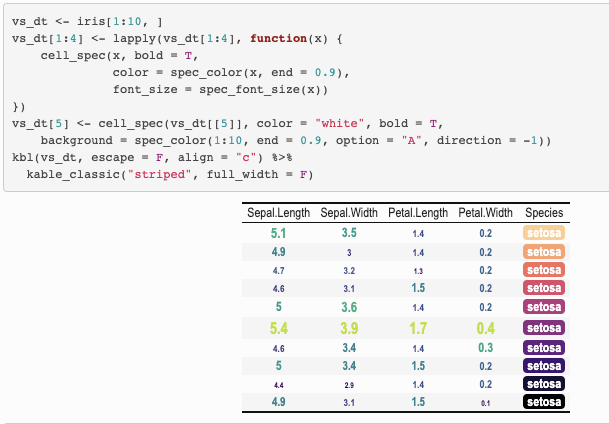 vs_dt <- iris[1:10, ]
vs_dt[1:4] <- lapply(vs_dt[1:4], function(x) {
    cell_spec(x, bold = T,
              color = spec_color(x, end = 0.9),
              font_size = spec_font_size(x))
})
vs_dt[5] <- cell_spec(vs_dt[[5]], color = "white", bold = T,
    background = spec_color(1:10, end = 0.9, option = "A", direction = -1))
kbl(vs_dt, escape = F, align = "c") %>%
  kable_classic("striped", full_width = F)
Sepal.Length Sepal.Width Petal.Length Petal.Width Species
5.1 3.5 1.4 0.2 setosa
4.9 3 1.4 0.2 setosa
4.7 3.2 1.3 0.2 setosa
4.6 3.1 1.5 0.2 setosa
5 3.6 1.4 0.2 setosa
5.4 3.9 1.7 0.4 setosa
4.6 3.4 1.4 0.3 setosa
5 3.4 1.5 0.2 setosa
4.4 2.9 1.4 0.2 setosa
4.9 3.1 1.5 0.1 setosa